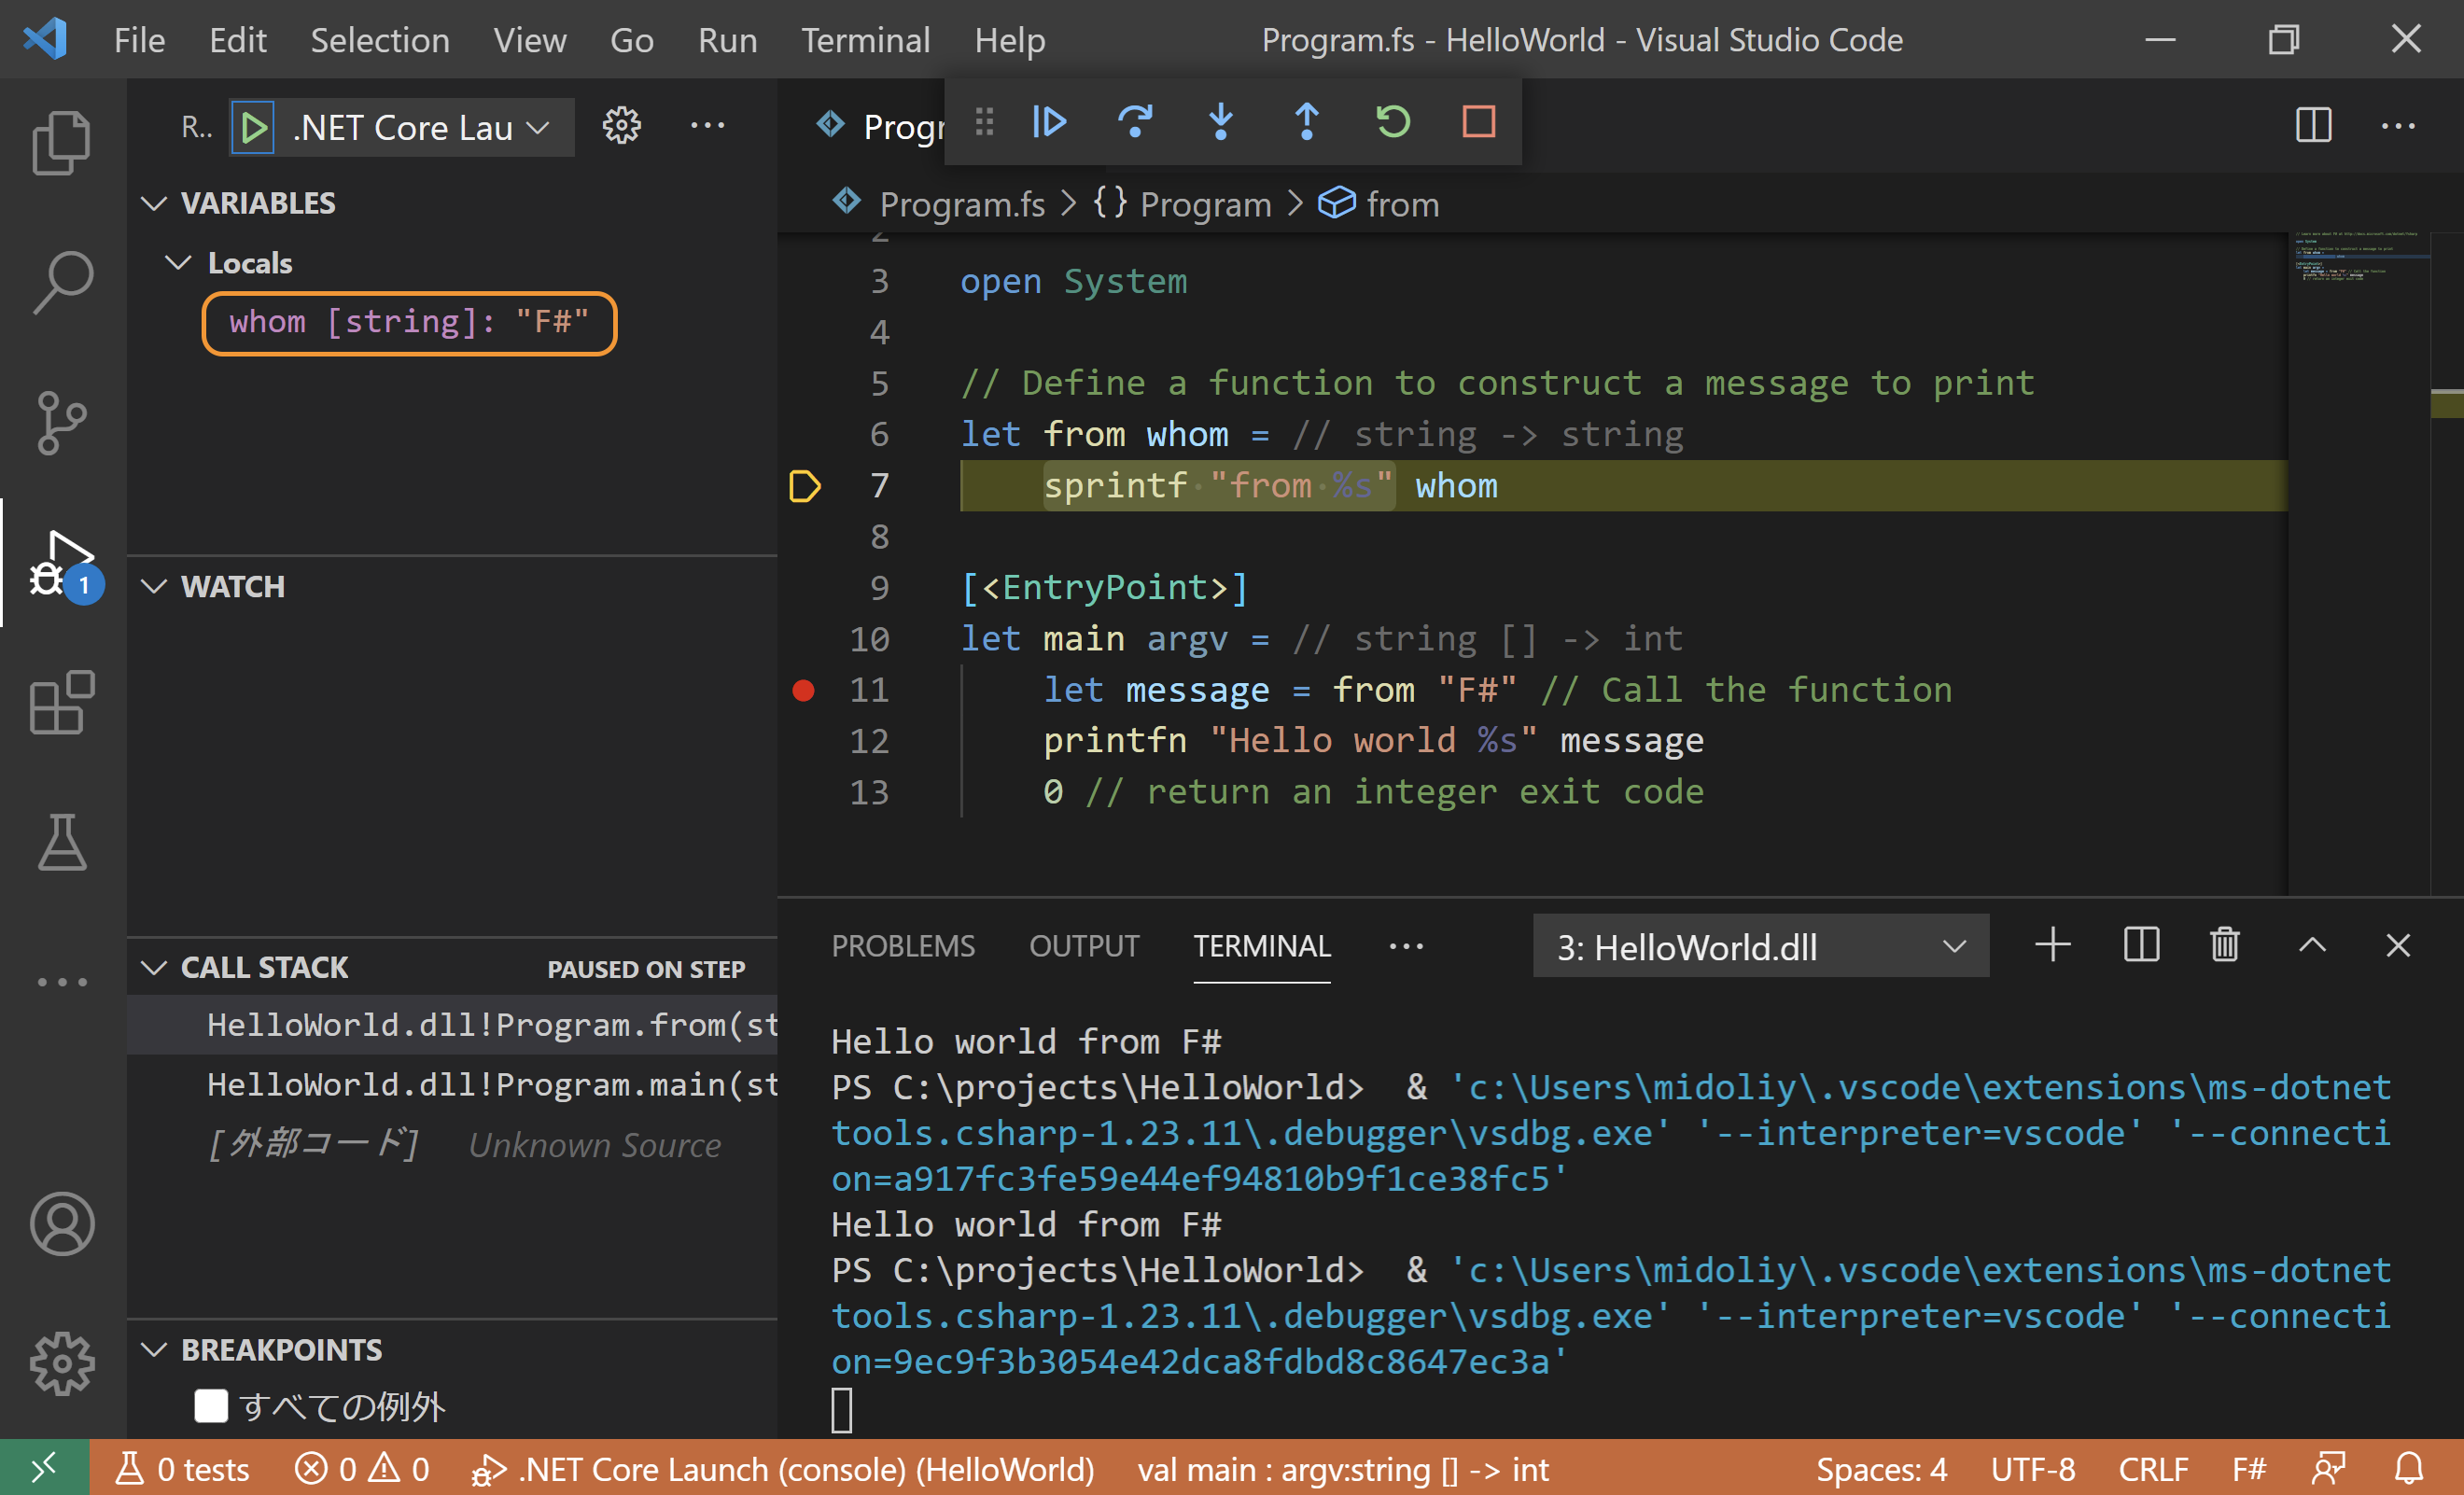 File Edit Selection View Go Run Terminal Help Program.fs - HelloWorld - Visual Studio Code
R.. .NET Core Lau
VARIABLES
Locals
whom [string]: "F#"
WATCH
CALL STACK PAUSED ON STEP
HelloWorld.dll!Program.from(st
HelloWorld.dll!Program.main(st
[外部コード] Unknown Source
BREAKPOINTS
すべての例外
Progr
Program.fs > {} Program > from
2
3 open System
4
5 // Define a function to construct a message to print
6 let from whom = // string -> string
7 sprintf·"from·%s" whom
8
9 [<EntryPoint>]
10 let main argv = // string [] -> int
11 let message = from "F#" // Call the function
12 printfn "Hello world %s" message
13 0 // return an integer exit code
PROBLEMS OUTPUT TERMINAL ··· 3: HelloWorld.dll
Hello world from F#
PS C:\projects\HelloWorld>  & 'c:\Users\midoliy\.vscode\extensions\ms-dotnet
tools.csharp-1.23.11\.debugger\vsdbg.exe' '--interpreter=vscode' '--connecti
on=a917fc3fe59e44ef94810b9f1ce38fc5'
Hello world from F#
PS C:\projects\HelloWorld>  & 'c:\Users\midoliy\.vscode\extensions\ms-dotnet
tools.csharp-1.23.11\.debugger\vsdbg.exe' '--interpreter=vscode' '--connecti
on=9ec9f3b3054e42dca8fdbd8c8647ec3a'
1
0 tests 0 0 .NET Core Launch (console) (HelloWorld) val main : argv:string [] -> int Spaces: 4 UTF-8 CRLF F#